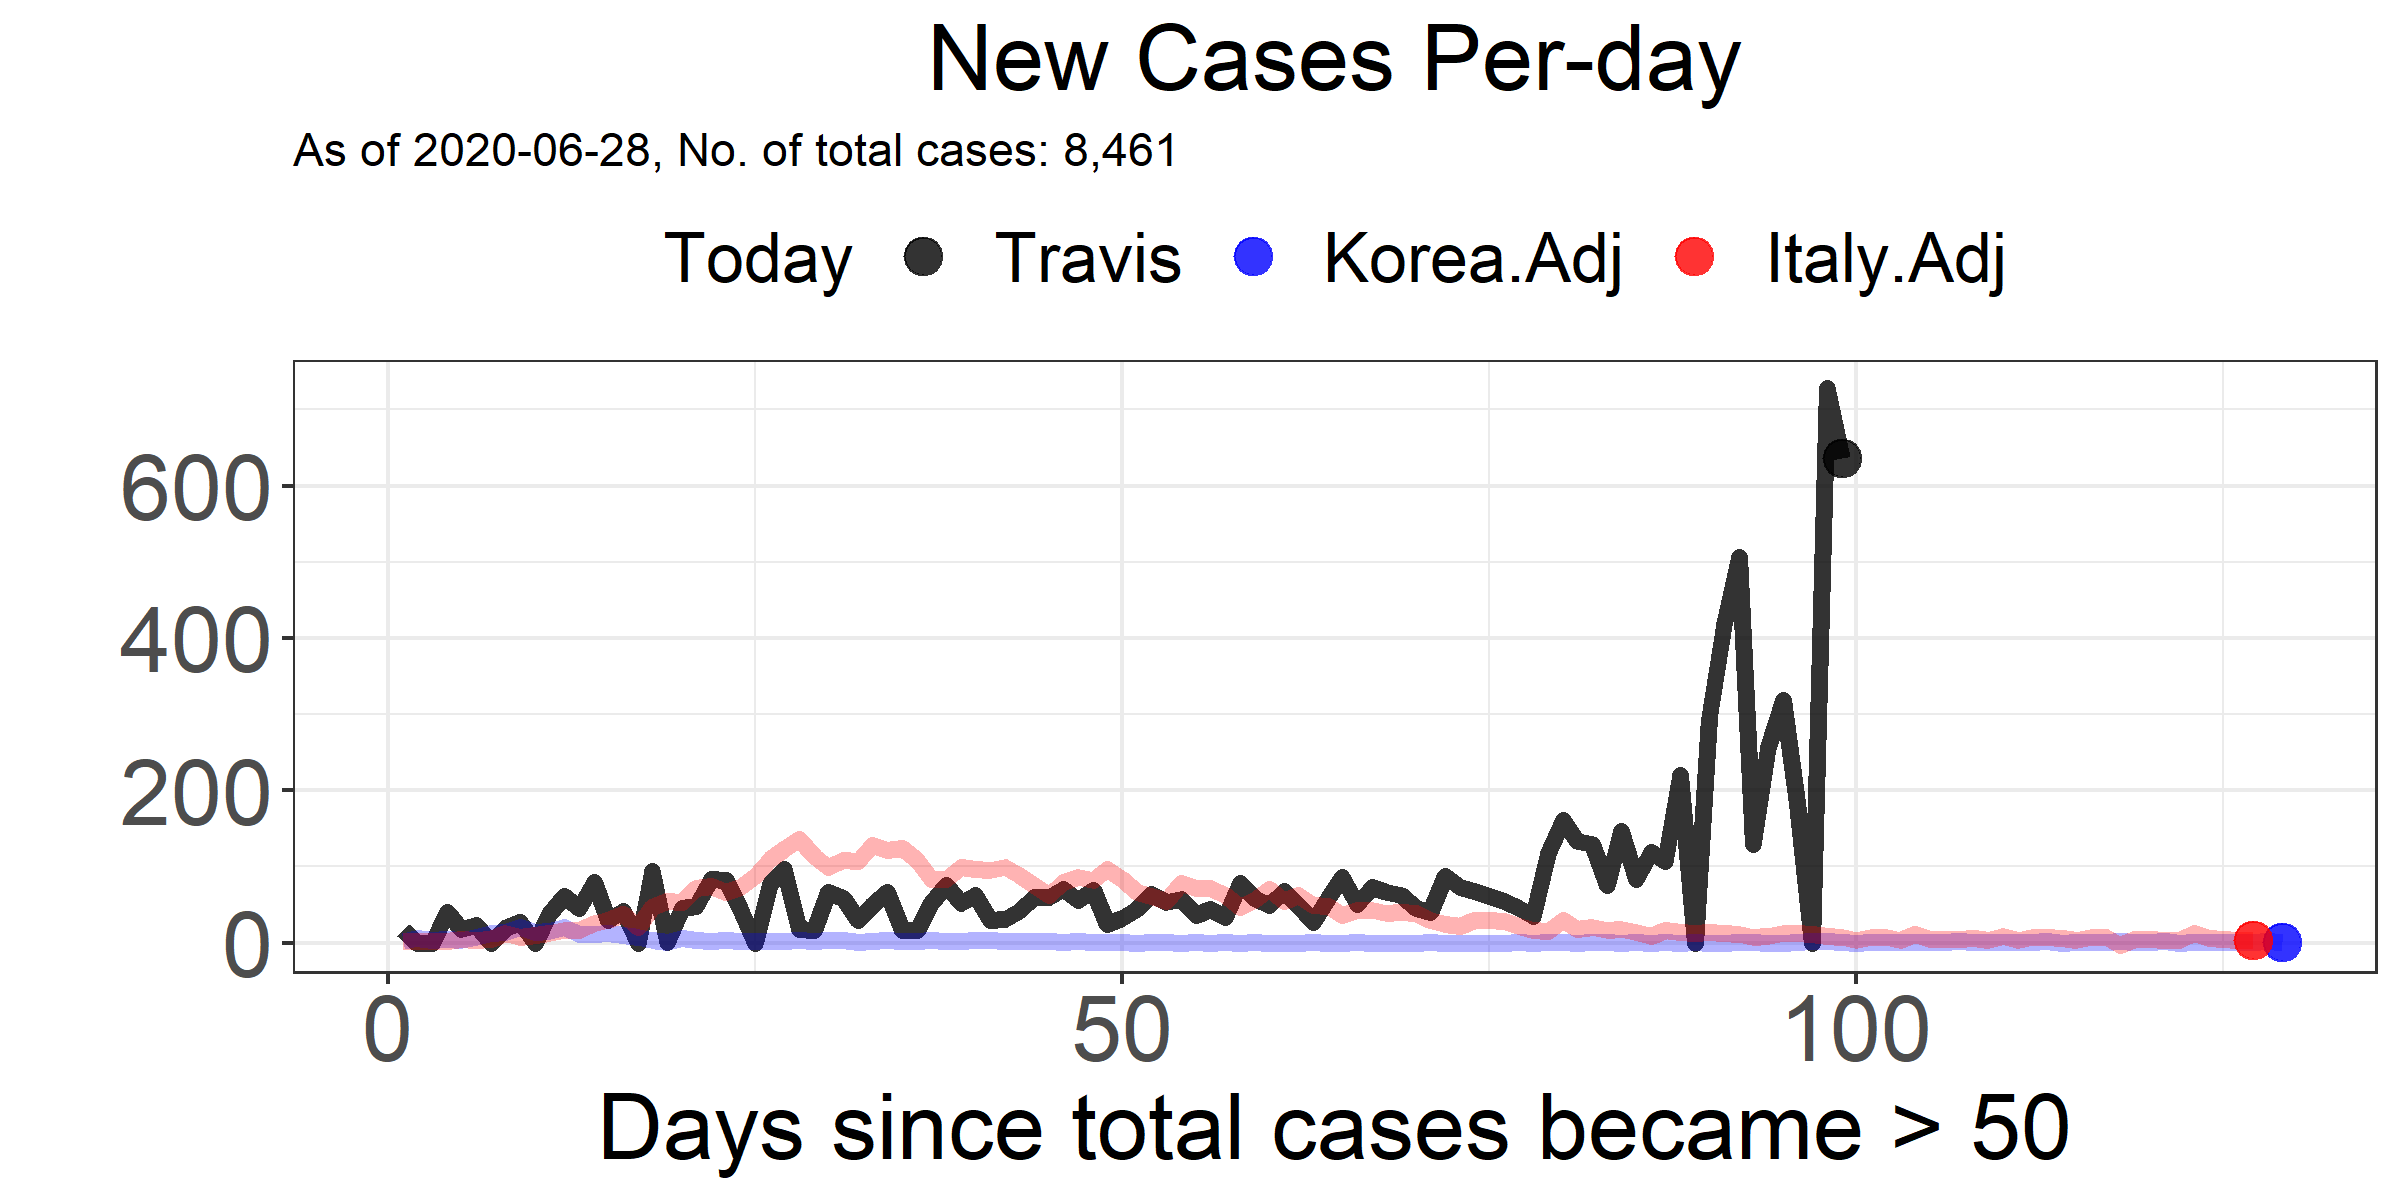 New Cases Per-day
As of 2020-06-28, No. of total cases: 8,461
Today Travis Korea.Adj Italy.Adj
600
400
200
0
0 50 100
Days since total cases became > 50